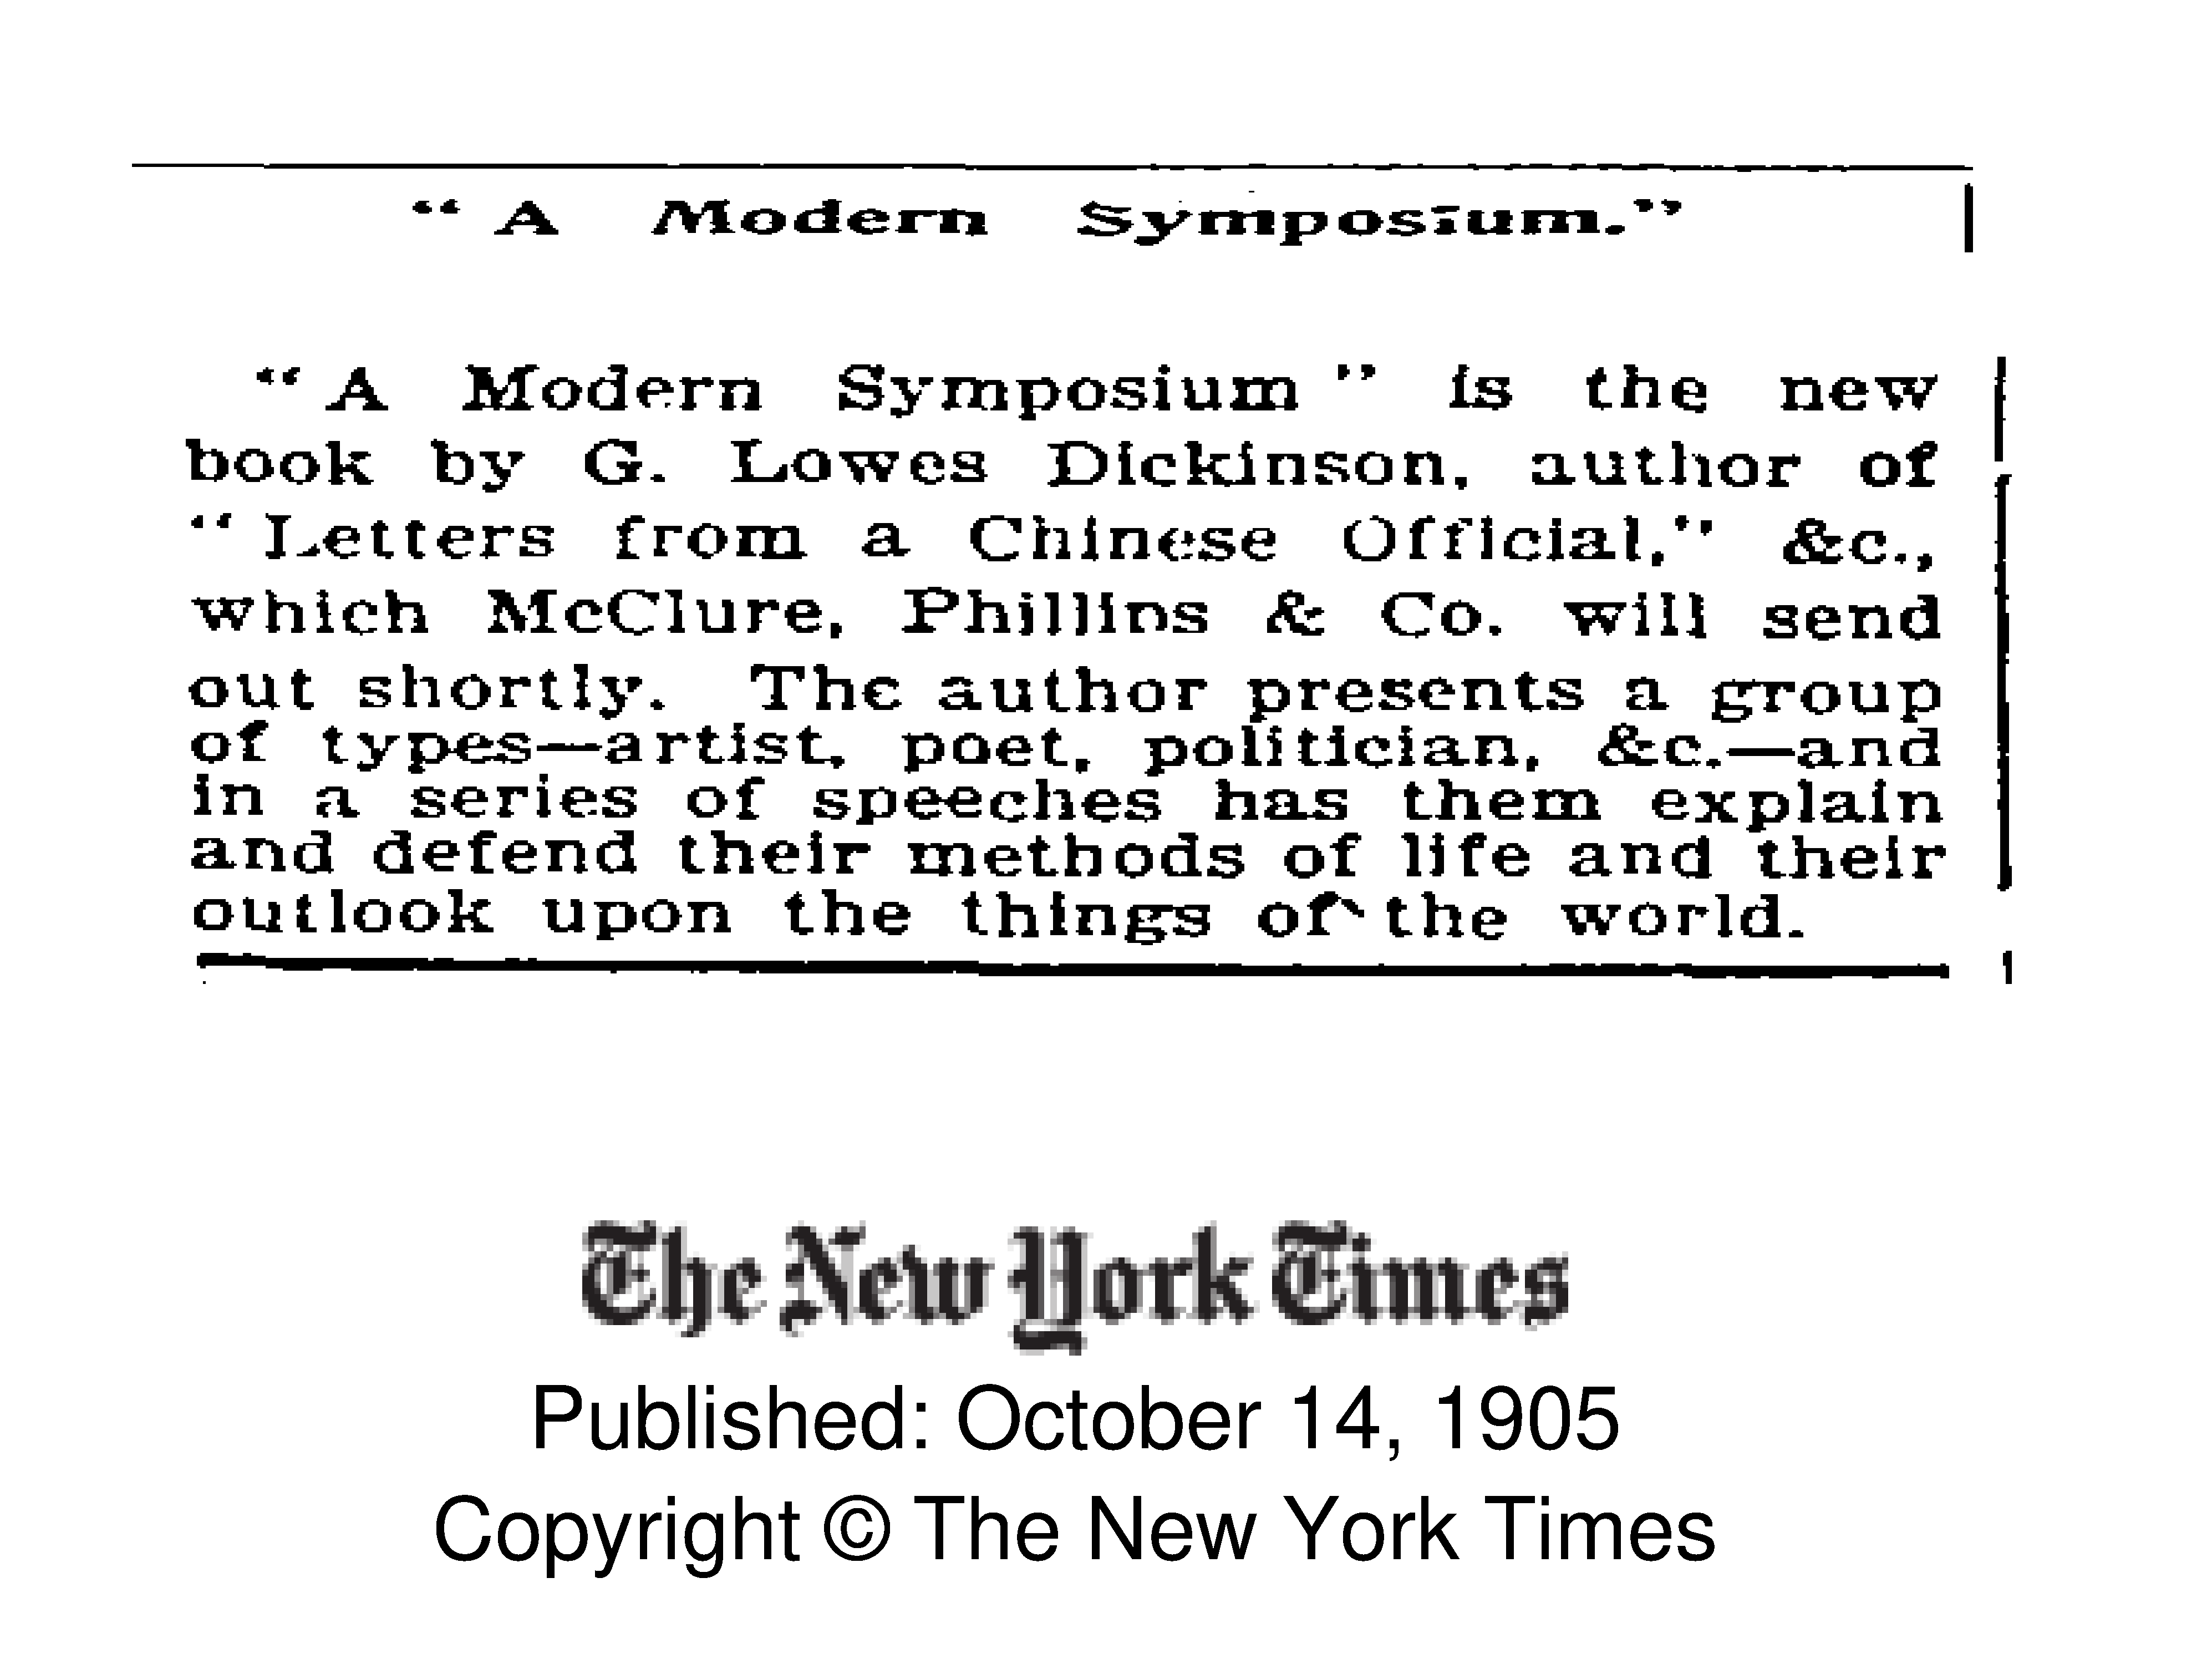 “ A Modern Symposium.”
“ A Modern Symposium ” is the new
book by G. Lowes Dickinson, author of
“ Letters from a Chinese Official,” &c.,
which McClure, Phillips & Co. will send
out shortly. The author presents a group
of types—artist, poet, politician, &c.—and
in a series of speeches has them explain
and defend their methods of life and their
outlook upon the things of the world.
The New York Times
Published: October 14, 1905
Copyright © The New York Times